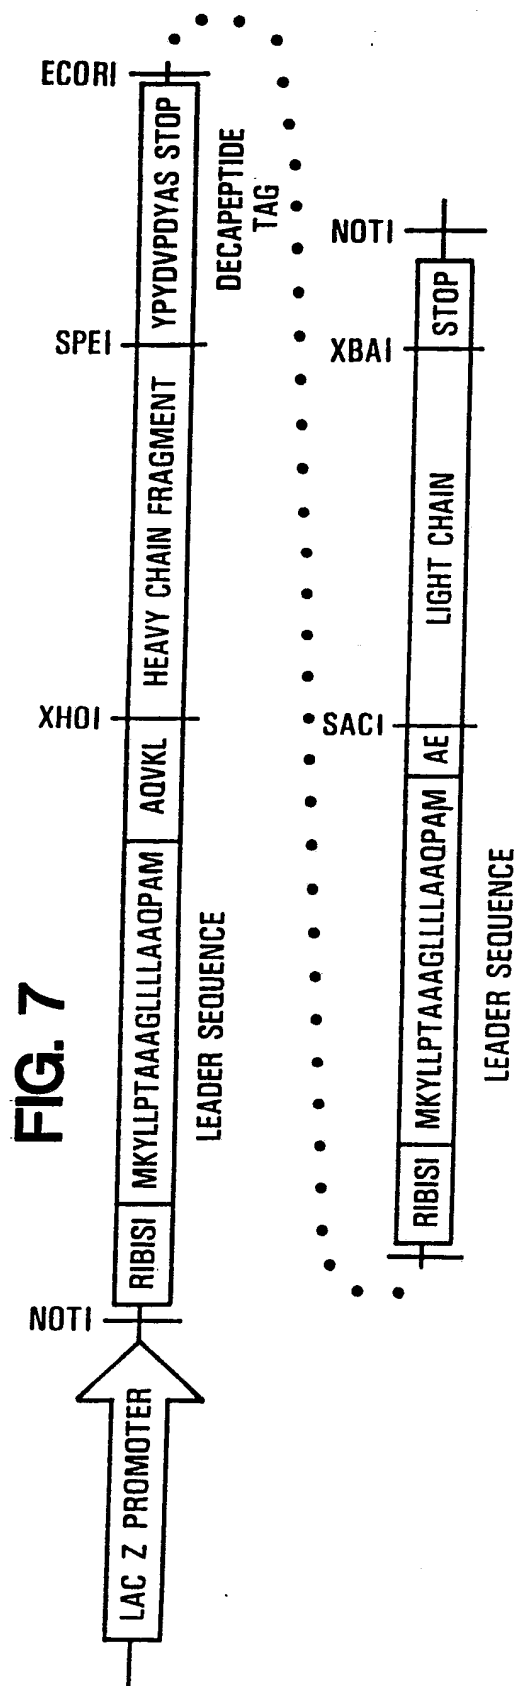 FIG. 7
LAC Z PROMOTER
NOTI
RIBISI
MKYLLPTAAAGLLLLAAQPAM
LEADER SEQUENCE
AQVKL
XHOI
HEAVY CHAIN FRAGMENT
SPEI
YPYDVPDYAS STOP
DECAPEPTIDE
TAG
ECORI
RIBISI
MKYLLPTAAAGLLLLAAQPAM
LEADER SEQUENCE
AE
SACI
LIGHT CHAIN
XBAI
STOP
NOTI